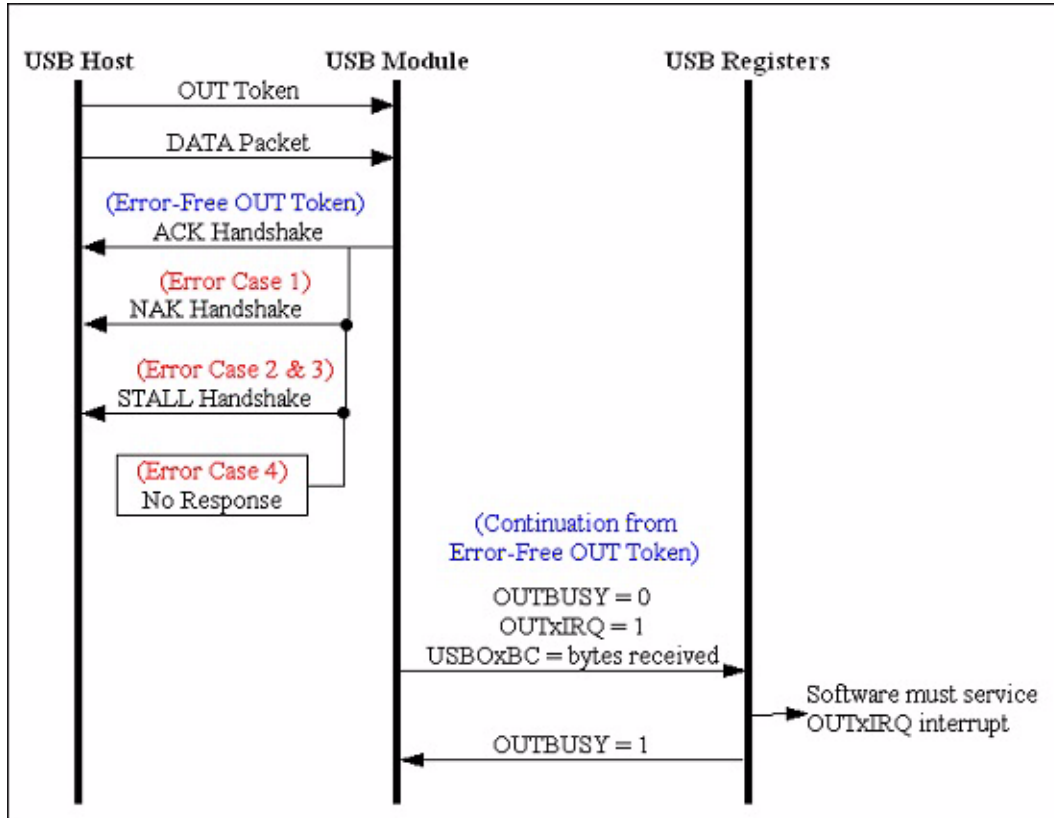 USB Host USB Module USB Registers
OUT Token
DATA Packet
(Error-Free OUT Token)
ACK Handshake
(Error Case 1)
NAK Handshake
(Error Case 2 & 3)
STALL Handshake
(Error Case 4)
No Response
(Continuation from
Error-Free OUT Token)
OUTBUSY = 0
OUTxIRQ = 1
USBOxBC = bytes received
Software must service
OUTxIRQ interrupt
OUTBUSY = 1